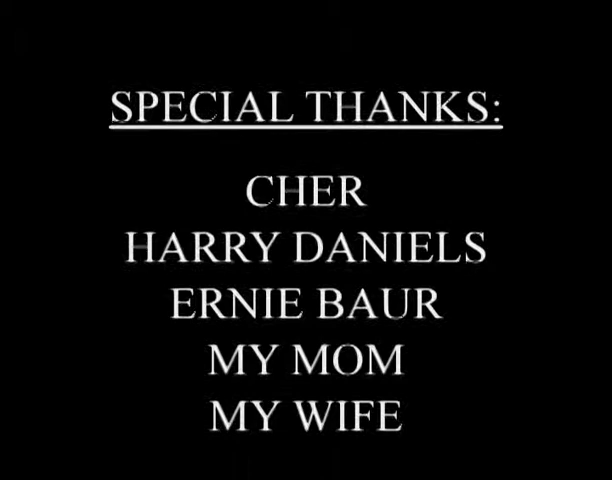 SPECIAL THANKS:
CHER
HARRY DANIELS
ERNIE BAUR
MY MOM
MY WIFE